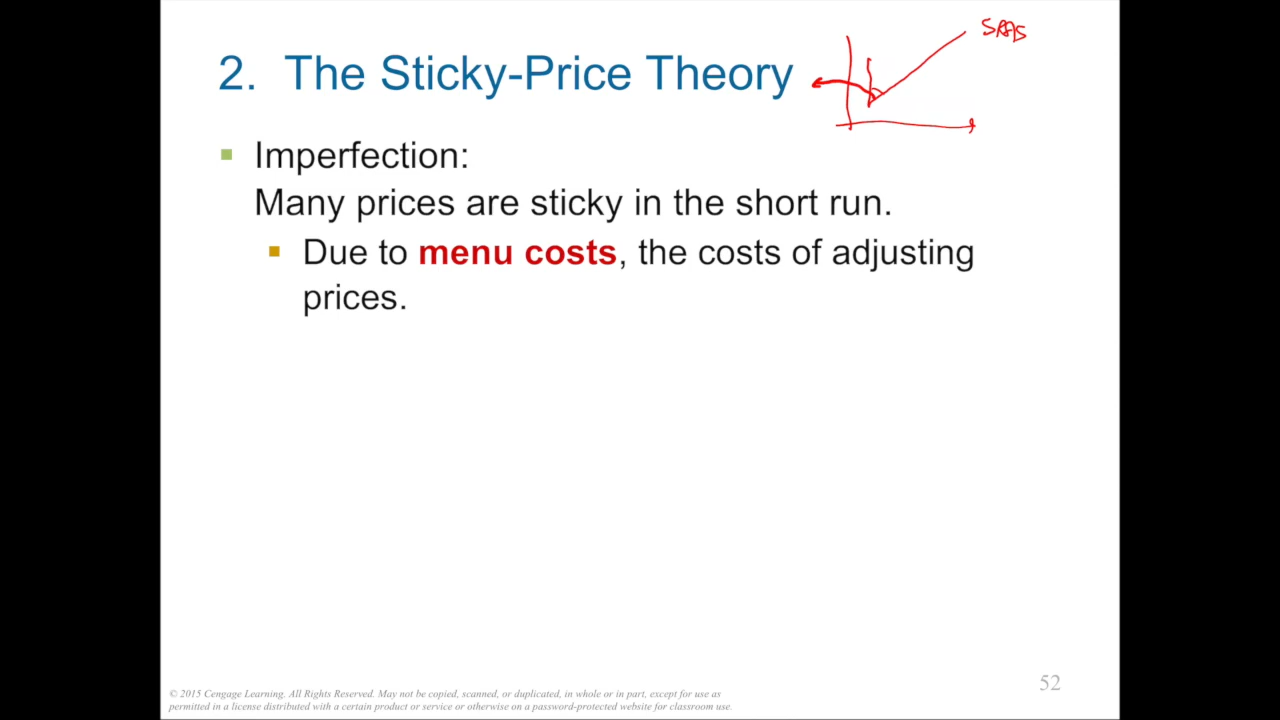 2. The Sticky-Price Theory
SRAS
Imperfection:
Many prices are sticky in the short run.
Due to menu costs, the costs of adjusting
prices.
52
© 2015 Cengage Learning. All Rights Reserved. May not be copied, scanned, or duplicated, in whole or in part, except for use as
permitted in a license distributed with a certain product or service or otherwise on a password-protected website for classroom use.